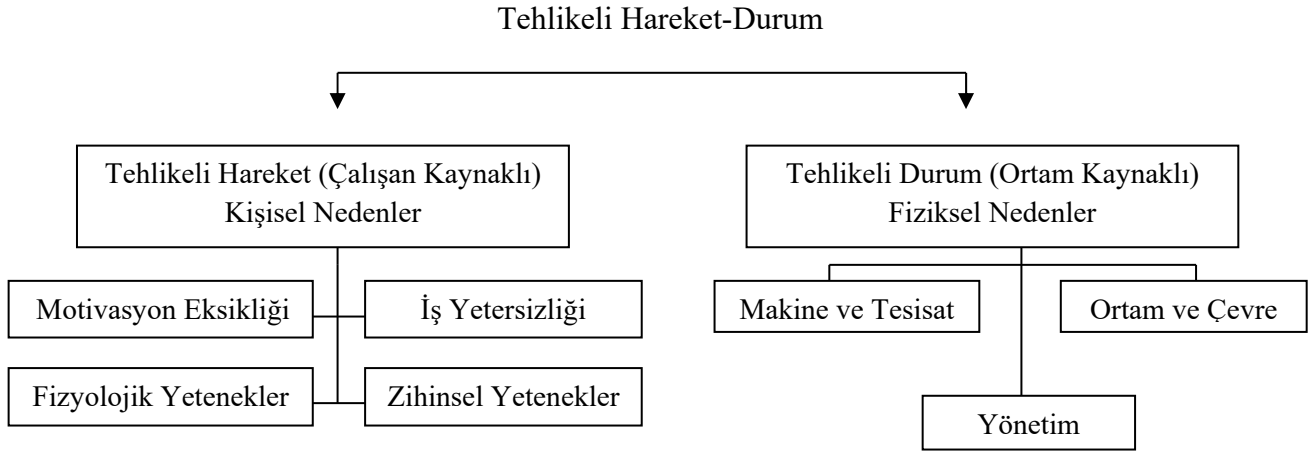 Tehlikeli Hareket-Durum
Tehlikeli Hareket (Çalışan Kaynaklı)
Kişisel Nedenler
Tehlikeli Durum (Ortam Kaynaklı)
Fiziksel Nedenler
Motivasyon Eksikliği
İş Yetersizliği
Makine ve Tesisat
Ortam ve Çevre
Fizyolojik Yetenekler
Zihinsel Yetenekler
Yönetim